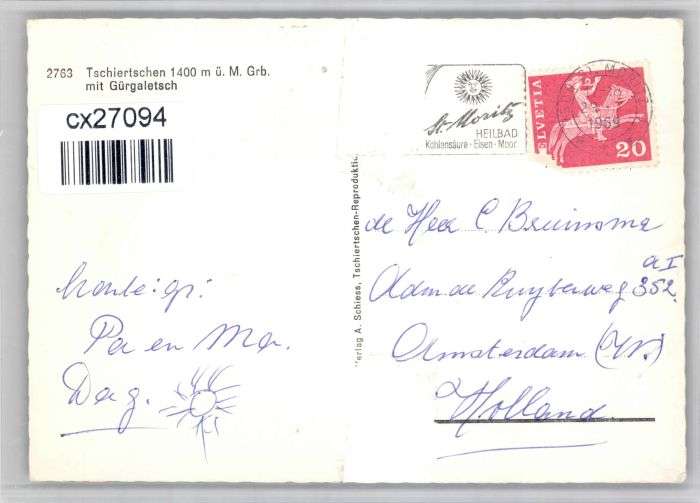 2763 Tschiertschen 1400 m ü. M. Grb.
mit Gürgaletsch
cx27094
St. Moritz
HEILBAD
Kohlensäure - Eisen - Moor
HELVETIA
20
Verlag A. Schiess, Tschiertschen-Reproduktio
de Heer C. Bruinsma
Adm. de Ruyterweg 352
a I
Amsterdam (W.)
Holland.
Pa en Ma.
Dag.